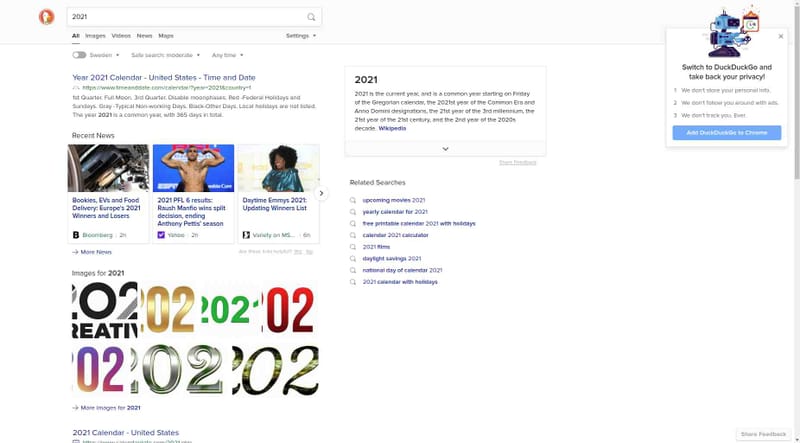 2021
All Images Videos News Maps Settings
Sweden Safe search: moderate Any time
Year 2021 Calendar - United States - Time and Date
https://www.timeanddate.com/calendar/?year=2021&country=1
1st Quarter. Full Moon. 3rd Quarter. Disable moonphases. Red -Federal Holidays and
Sundays. Gray -Typical Non-working Days. Black-Other Days. Local holidays are not listed.
The year 2021 is a common year, with 365 days in total.
Recent News
Bookies, EVs and Food
Delivery: Europe's 2021
Winners and Losers
B Bloomberg · 2h
2021 PFL 6 results:
Raush Manfio wins split
decision, ending
Anthony Pettis' season
Yahoo · 2h
Daytime Emmys 2021:
Updating Winners List
Variety on MS... · 6h
More News
Are these links helpful? Yes No
Images for 2021
202
REATIV
202
2021
202
202
202
202
More Images for 2021
2021 Calendar - United States
2021
2021 is the current year, and is a common year starting on Friday
of the Gregorian calendar, the 2021st year of the Common Era and
Anno Domini designations, the 21st year of the 3rd millennium, the
21st year of the 21st century, and the 2nd year of the 2020s
decade. Wikipedia
Share Feedback
Related Searches
upcoming movies 2021
yearly calendar for 2021
free printable calendar 2021 with holidays
calendar 2021 calculator
2021 films
daylight savings 2021
national day of calendar 2021
2021 calendar with holidays
Switch to DuckDuckGo and
take back your privacy!
1 We don't store your personal info.
2 We don't follow you around with ads.
3 We don't track you. Ever.
Add DuckDuckGo to Chrome
Share Feedback